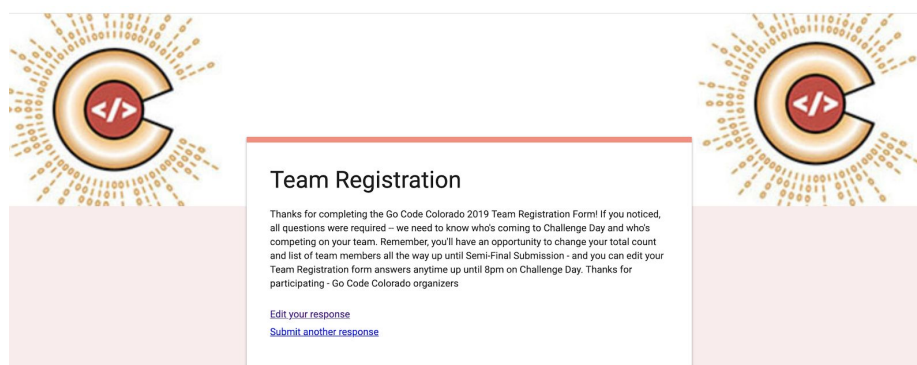 </>
</>
Team Registration
Thanks for completing the Go Code Colorado 2019 Team Registration Form! If you noticed,
all questions were required – we need to know who's coming to Challenge Day and who's
competing on your team. Remember, you'll have an opportunity to change your total count
and list of team members all the way up until Semi-Final Submission - and you can edit your
Team Registration form answers anytime up until 8pm on Challenge Day. Thanks for
participating - Go Code Colorado organizers
Edit your response
Submit another response